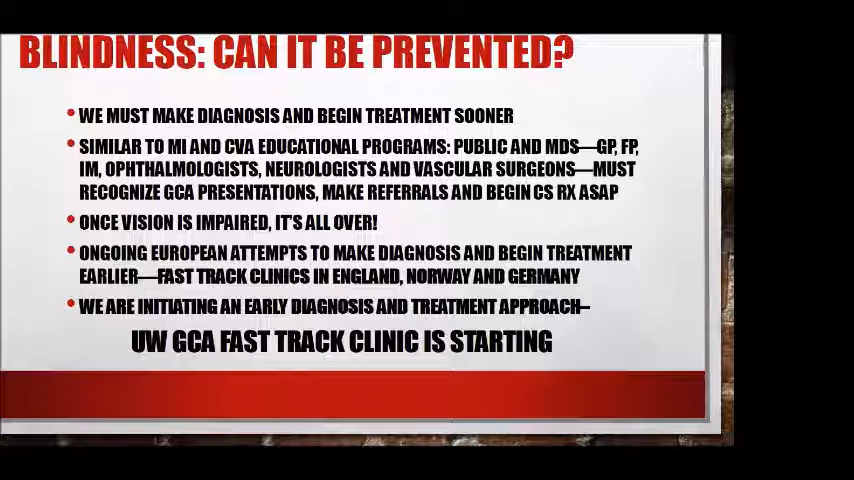 BLINDNESS: CAN IT BE PREVENTED?
• WE MUST MAKE DIAGNOSIS AND BEGIN TREATMENT SOONER
• SIMILAR TO MI AND CVA EDUCATIONAL PROGRAMS: PUBLIC AND MDS—GP, FP,
IM, OPHTHALMOLOGISTS, NEUROLOGISTS AND VASCULAR SURGEONS—MUST
RECOGNIZE GCA PRESENTATIONS, MAKE REFERRALS AND BEGIN CS RX ASAP
• ONCE VISION IS IMPAIRED, IT'S ALL OVER!
• ONGOING EUROPEAN ATTEMPTS TO MAKE DIAGNOSIS AND BEGIN TREATMENT
EARLIER—FAST TRACK CLINICS IN ENGLAND, NORWAY AND GERMANY
• WE ARE INITIATING AN EARLY DIAGNOSIS AND TREATMENT APPROACH–
UW GCA FAST TRACK CLINIC IS STARTING